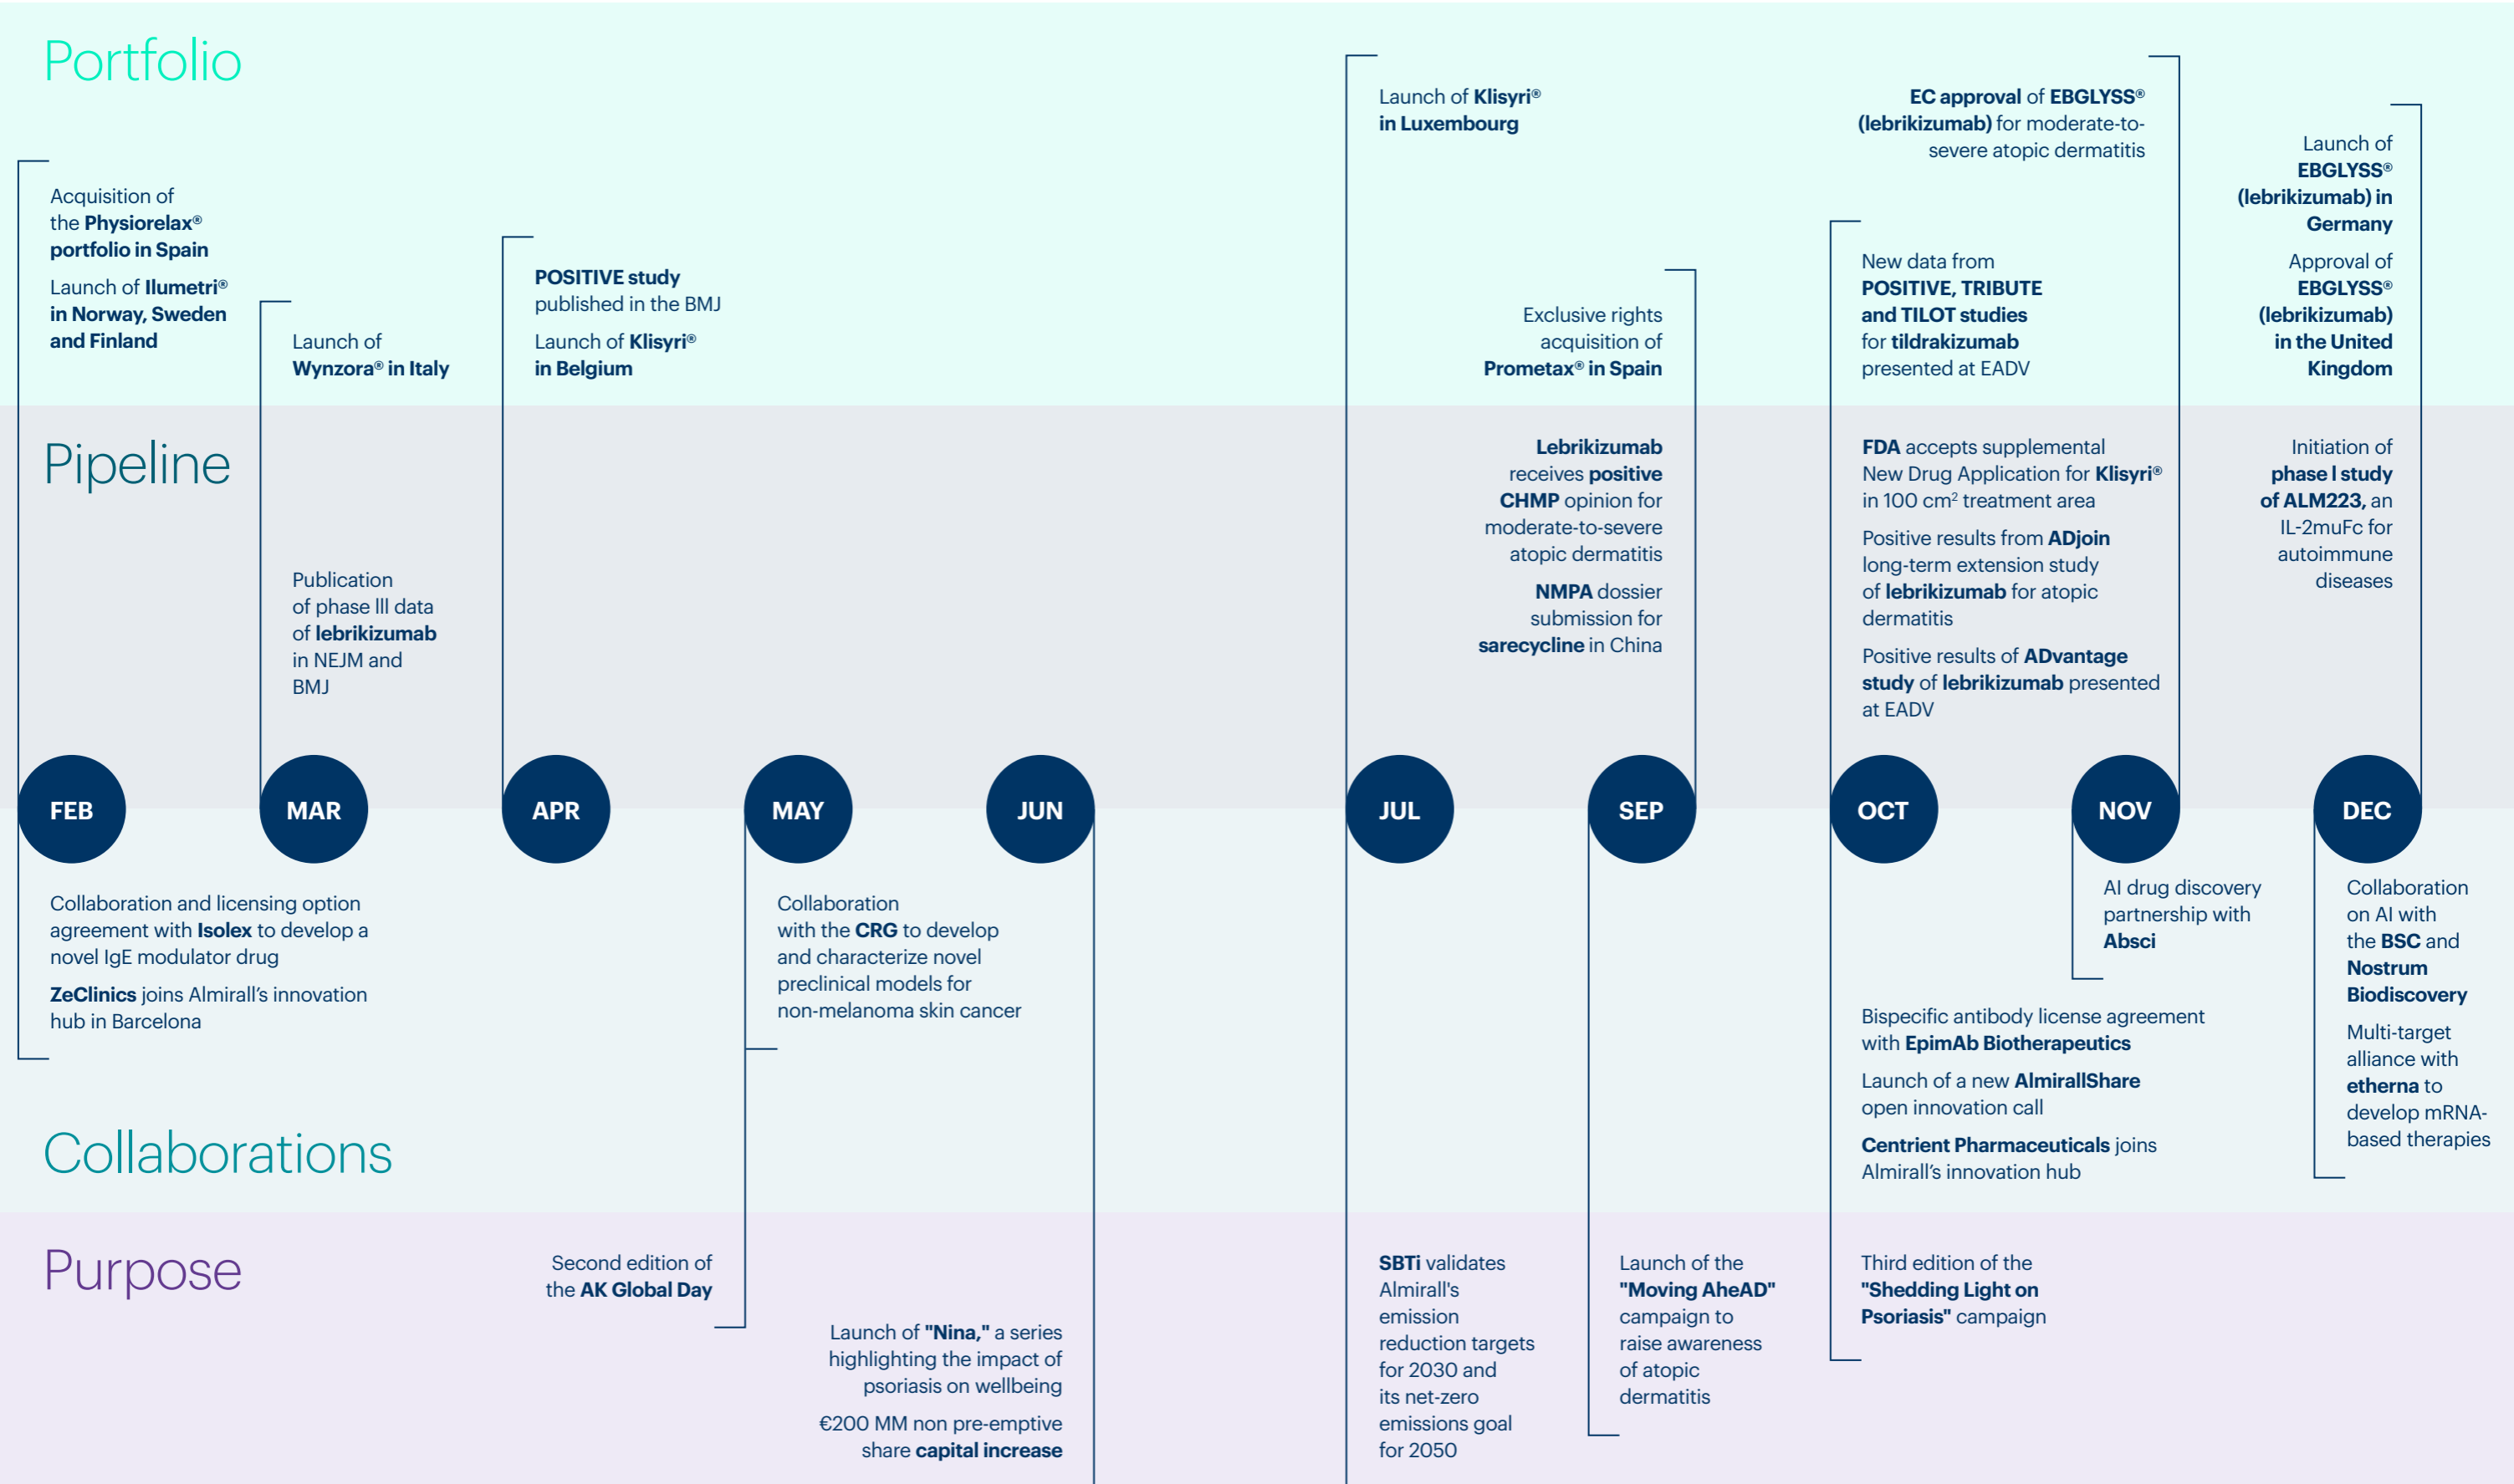 Portfolio
Acquisition of
the Physiorelax®
portfolio in Spain
Launch of Ilumetri®
in Norway, Sweden
and Finland
Launch of
Wynzora® in Italy
POSITIVE study
published in the BMJ
Launch of Klisyri®
in Belgium
Launch of Klisyri®
in Luxembourg
Exclusive rights
acquisition of
Prometax® in Spain
EC approval of EBGLYSS®
(lebrikizumab) for moderate-to-
severe atopic dermatitis
New data from
POSITIVE, TRIBUTE
and TILOT studies
for tildrakizumab
presented at EADV
Launch of
EBGLYSS®
(lebrikizumab) in
Germany
Approval of
EBGLYSS®
(lebrikizumab)
in the United
Kingdom
Pipeline
Publication
of phase III data
of lebrikizumab
in NEJM and
BMJ
Lebrikizumab
receives positive
CHMP opinion for
moderate-to-severe
atopic dermatitis
NMPA dossier
submission for
sarecycline in China
FDA accepts supplemental
New Drug Application for Klisyri®
in 100 cm² treatment area
Positive results from ADjoin
long-term extension study
of lebrikizumab for atopic
dermatitis
Positive results of ADvantage
study of lebrikizumab presented
at EADV
Initiation of
phase I study
of ALM223, an
IL-2muFc for
autoimmune
diseases
FEB
MAR
APR
MAY
JUN
JUL
SEP
OCT
NOV
DEC
Collaboration and licensing option
agreement with Isolex to develop a
novel IgE modulator drug
ZeClinics joins Almirall’s innovation
hub in Barcelona
Collaboration
with the CRG to develop
and characterize novel
preclinical models for
non-melanoma skin cancer
AI drug discovery
partnership with
Absci
Bispecific antibody license agreement
with EpimAb Biotherapeutics
Launch of a new AlmirallShare
open innovation call
Centrient Pharmaceuticals joins
Almirall’s innovation hub
Collaboration
on AI with
the BSC and
Nostrum
Biodiscovery
Multi-target
alliance with
etherna to
develop mRNA-
based therapies
Collaborations
Purpose
Second edition of
the AK Global Day
Launch of "Nina," a series
highlighting the impact of
psoriasis on wellbeing
€200 MM non pre-emptive
share capital increase
SBTi validates
Almirall's
emission
reduction targets
for 2030 and
its net-zero
emissions goal
for 2050
Launch of the
"Moving AheAD"
campaign to
raise awareness
of atopic
dermatitis
Third edition of the
"Shedding Light on
Psoriasis" campaign